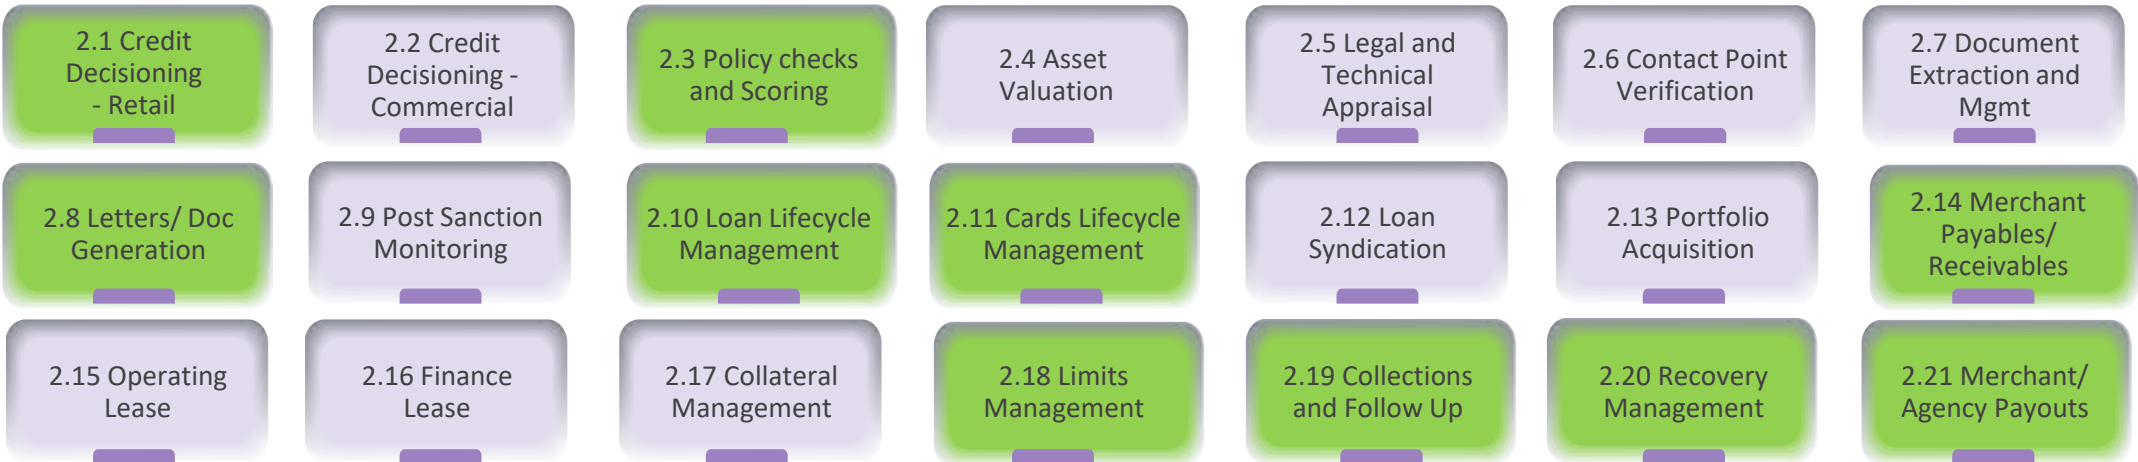 2.1 Credit
Decisioning
- Retail
2.2 Credit
Decisioning -
Commercial
2.3 Policy checks
and Scoring
2.4 Asset
Valuation
2.5 Legal and
Technical
Appraisal
2.6 Contact Point
Verification
2.7 Document
Extraction and
Mgmt
2.8 Letters/ Doc
Generation
2.9 Post Sanction
Monitoring
2.10 Loan Lifecycle
Management
2.11 Cards Lifecycle
Management
2.12 Loan
Syndication
2.13 Portfolio
Acquisition
2.14 Merchant
Payables/
Receivables
2.15 Operating
Lease
2.16 Finance
Lease
2.17 Collateral
Management
2.18 Limits
Management
2.19 Collections
and Follow Up
2.20 Recovery
Management
2.21 Merchant/
Agency Payouts